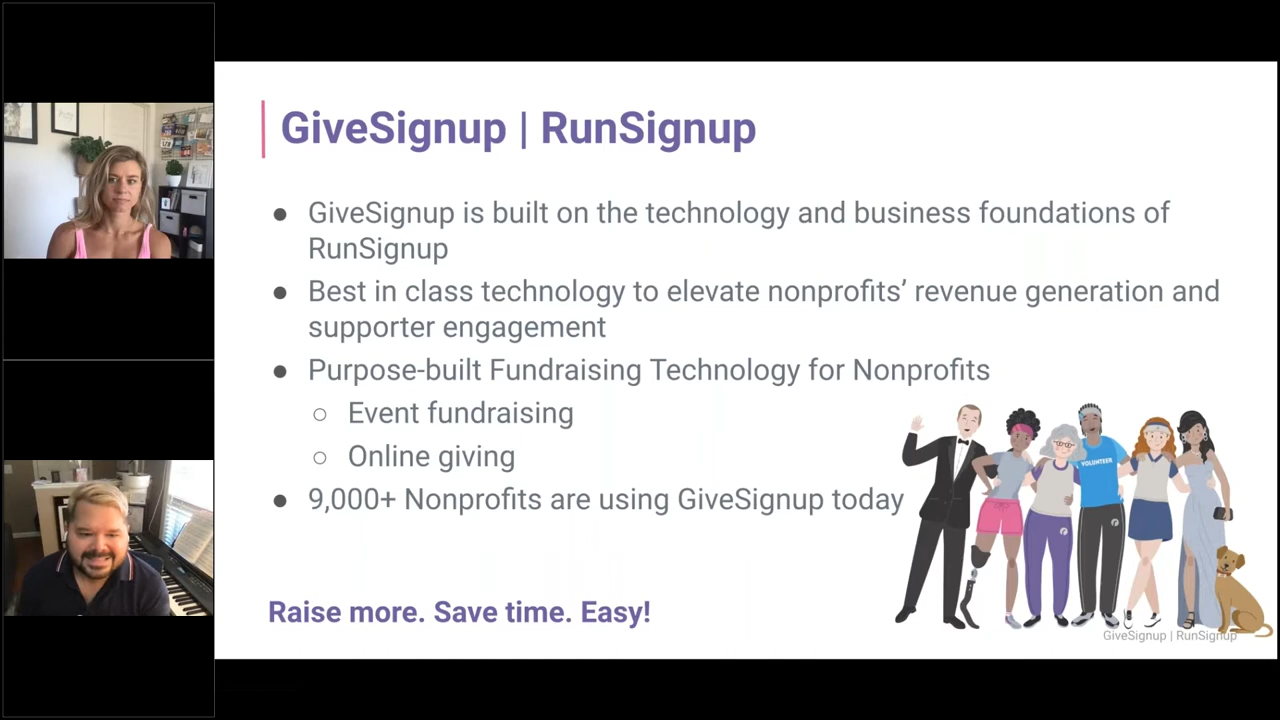 GiveSignup | RunSignup
● GiveSignup is built on the technology and business foundations of
RunSignup
● Best in class technology to elevate nonprofits’ revenue generation and
supporter engagement
● Purpose-built Fundraising Technology for Nonprofits
○ Event fundraising
○ Online giving
● 9,000+ Nonprofits are using GiveSignup today
VOLUNTEER
Raise more. Save time. Easy!
GiveSignup | RunSignup